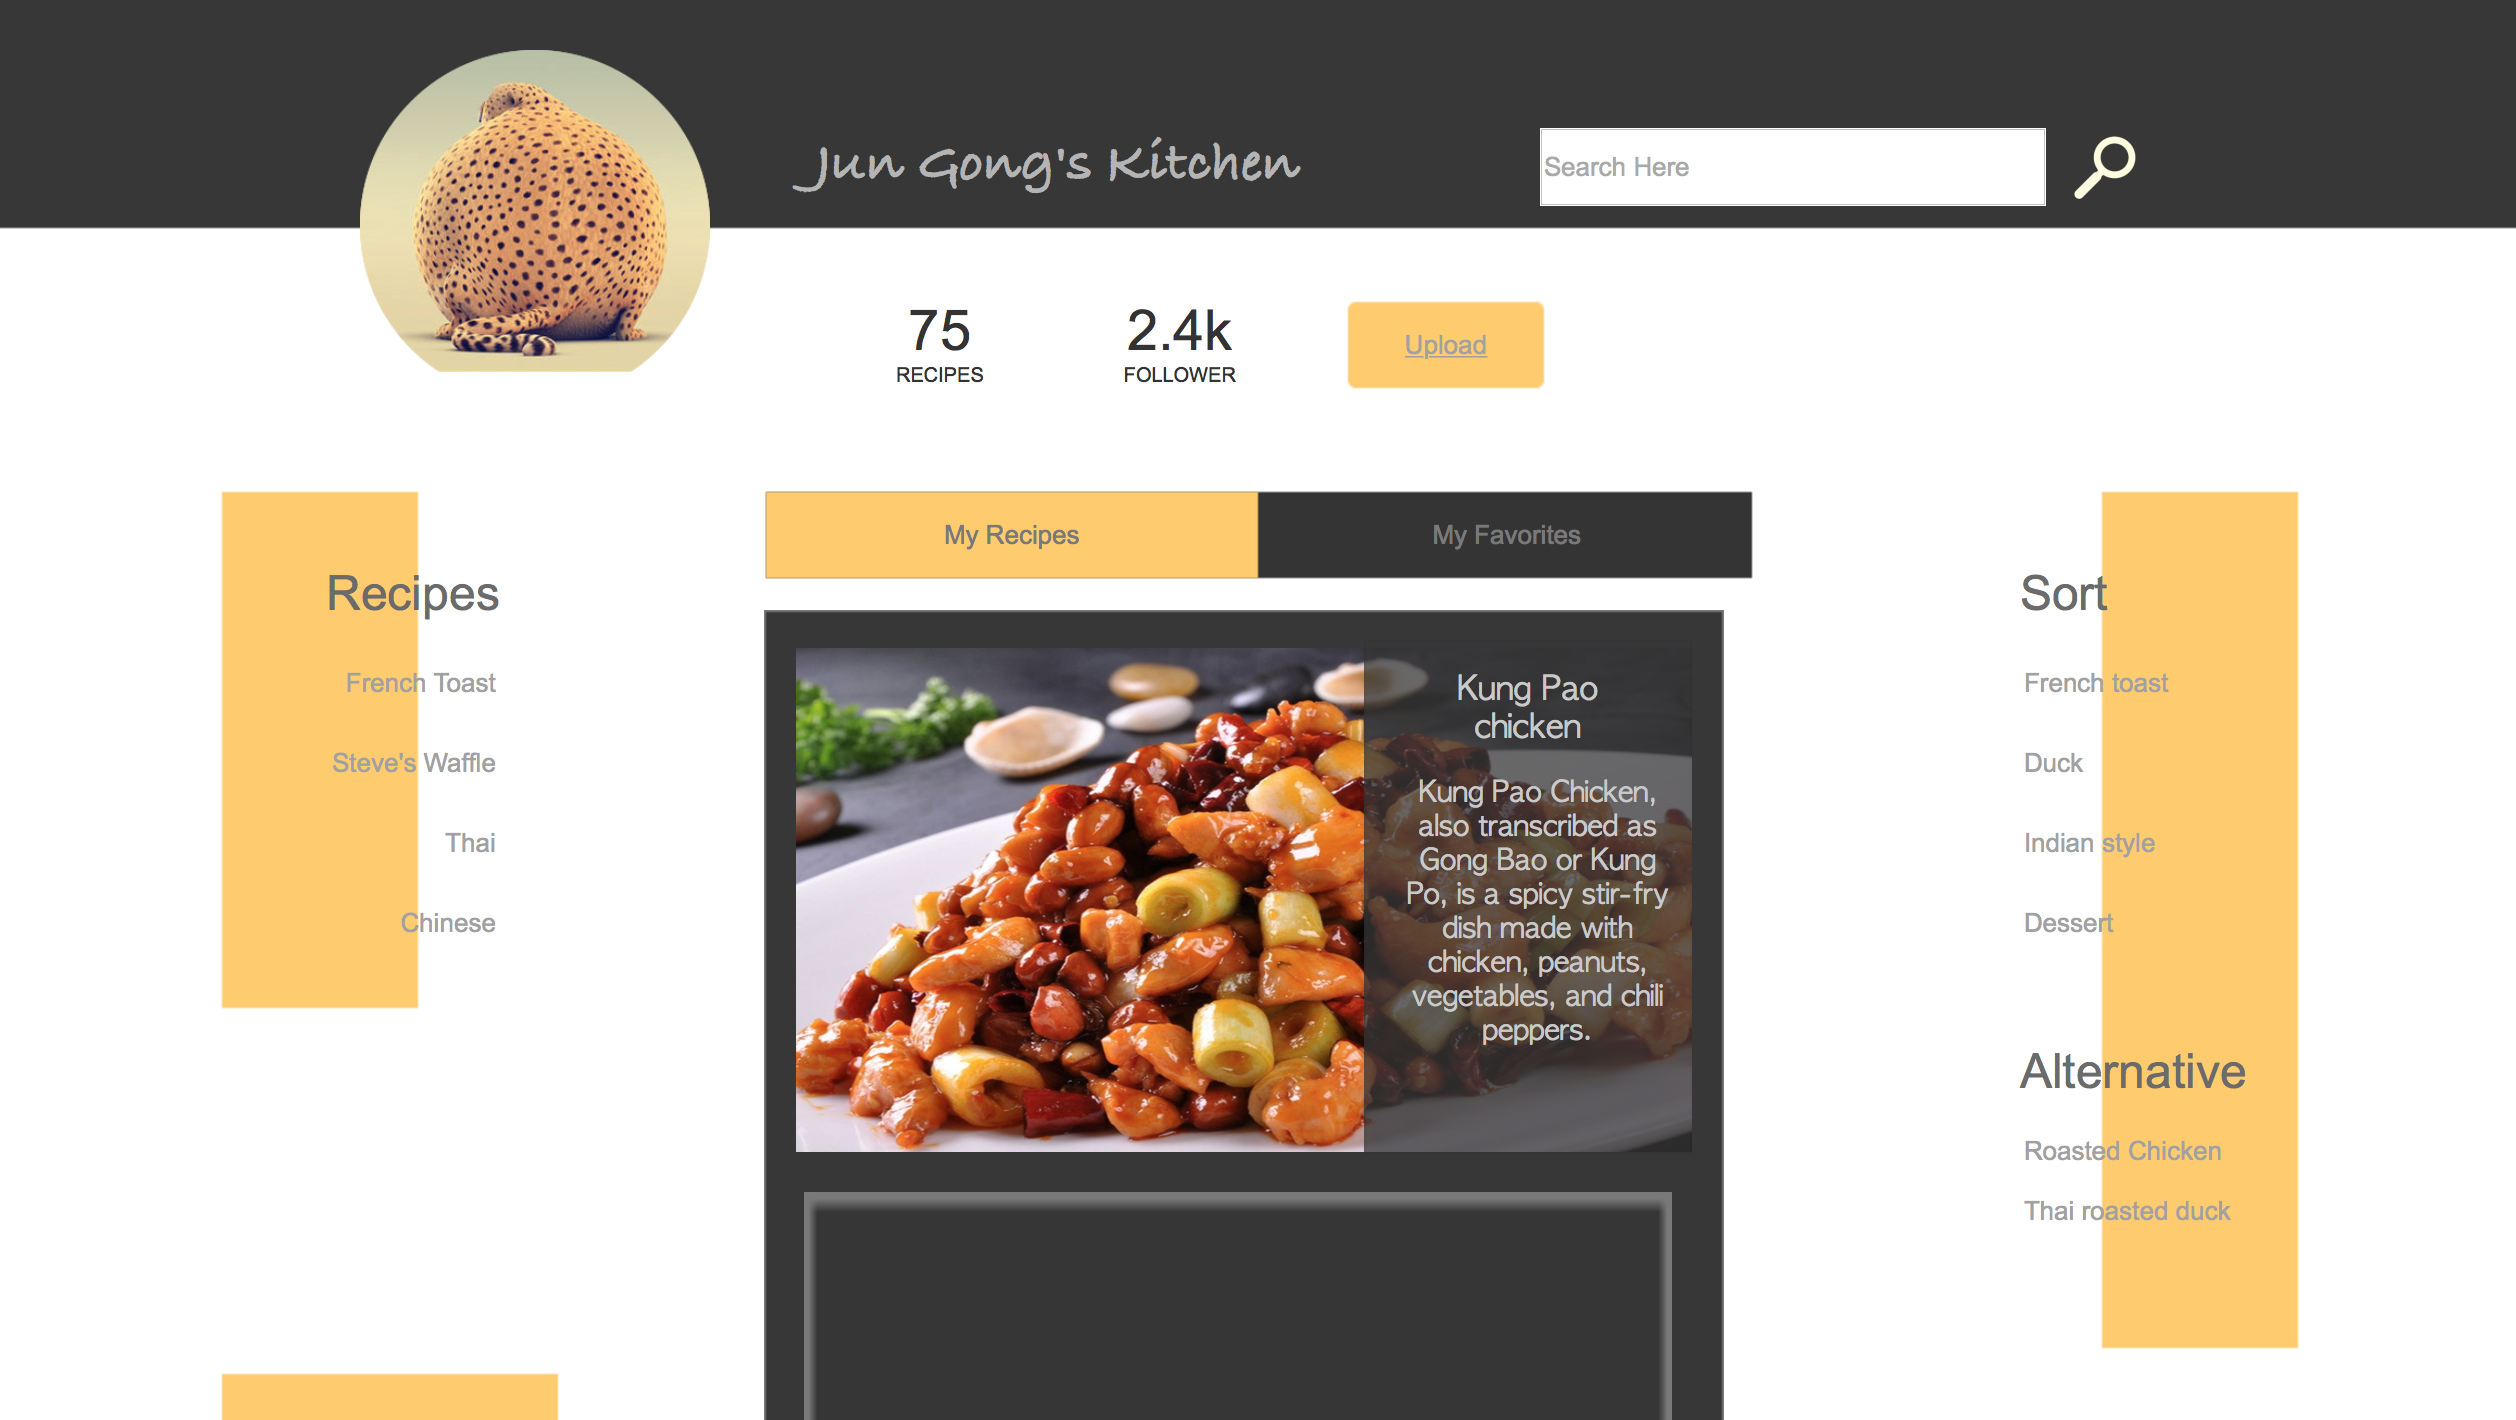 Jun Gong's Kitchen
Search Here
75
RECIPES
2.4k
FOLLOWER
Upload
My Recipes
My Favorites
Recipes
French Toast
Steve's Waffle
Thai
Chinese
Kung Pao
chicken
Kung Pao Chicken,
also transcribed as
Gong Bao or Kung
Po, is a spicy stir-fry
dish made with
chicken, peanuts,
vegetables, and chili
peppers.
Sort
French toast
Duck
Indian style
Dessert
Alternative
Roasted Chicken
Thai roasted duck